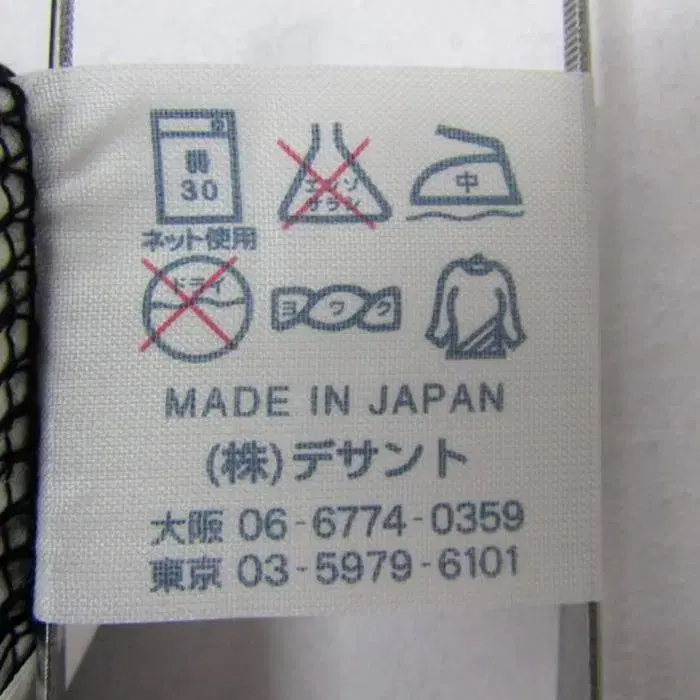 弱
30
ネット使用
エンソ
サラシ
中
ドライ
ヨワク
MADE IN JAPAN
(株)デサント
大阪 06-6774-0359
東京 03-5979-6101